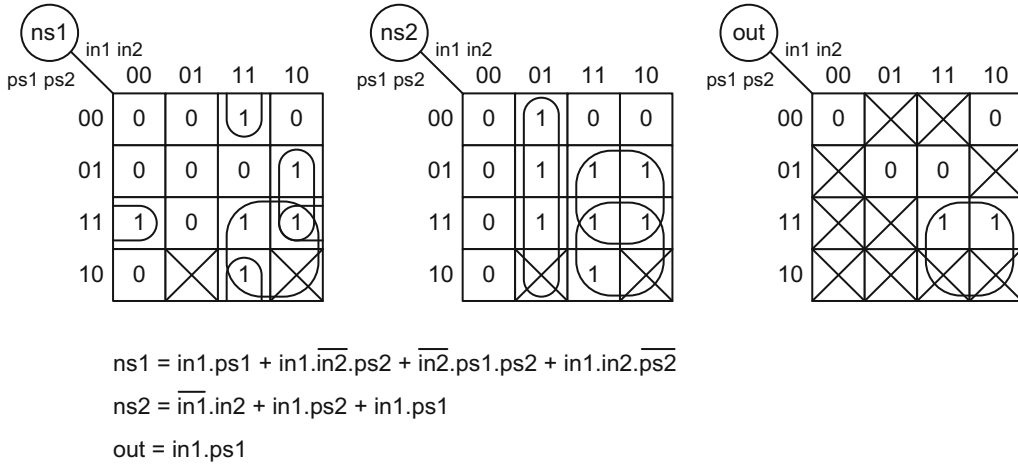 ns1 ns2 out
in1 in2 in1 in2 in1 in2
ps1 ps2 00 01 11 10 ps1 ps2 00 01 11 10 ps1 ps2 00 01 11 10
00 0 0 1 0 00 0 1 0 0 00 0 0
01 0 0 0 1 01 0 1 1 1 01 0 0
11 1 0 1 1 11 0 1 1 1 11 1 1
10 0 1 10 0 1 10
ns1 = in1.ps1 + in1.i̅n̅2̅.ps2 + i̅n̅2̅.ps1.ps2 + in1.in2.p̅s̅2̅
ns2 = i̅n̅1̅.in2 + in1.ps2 + in1.ps1
out = in1.ps1